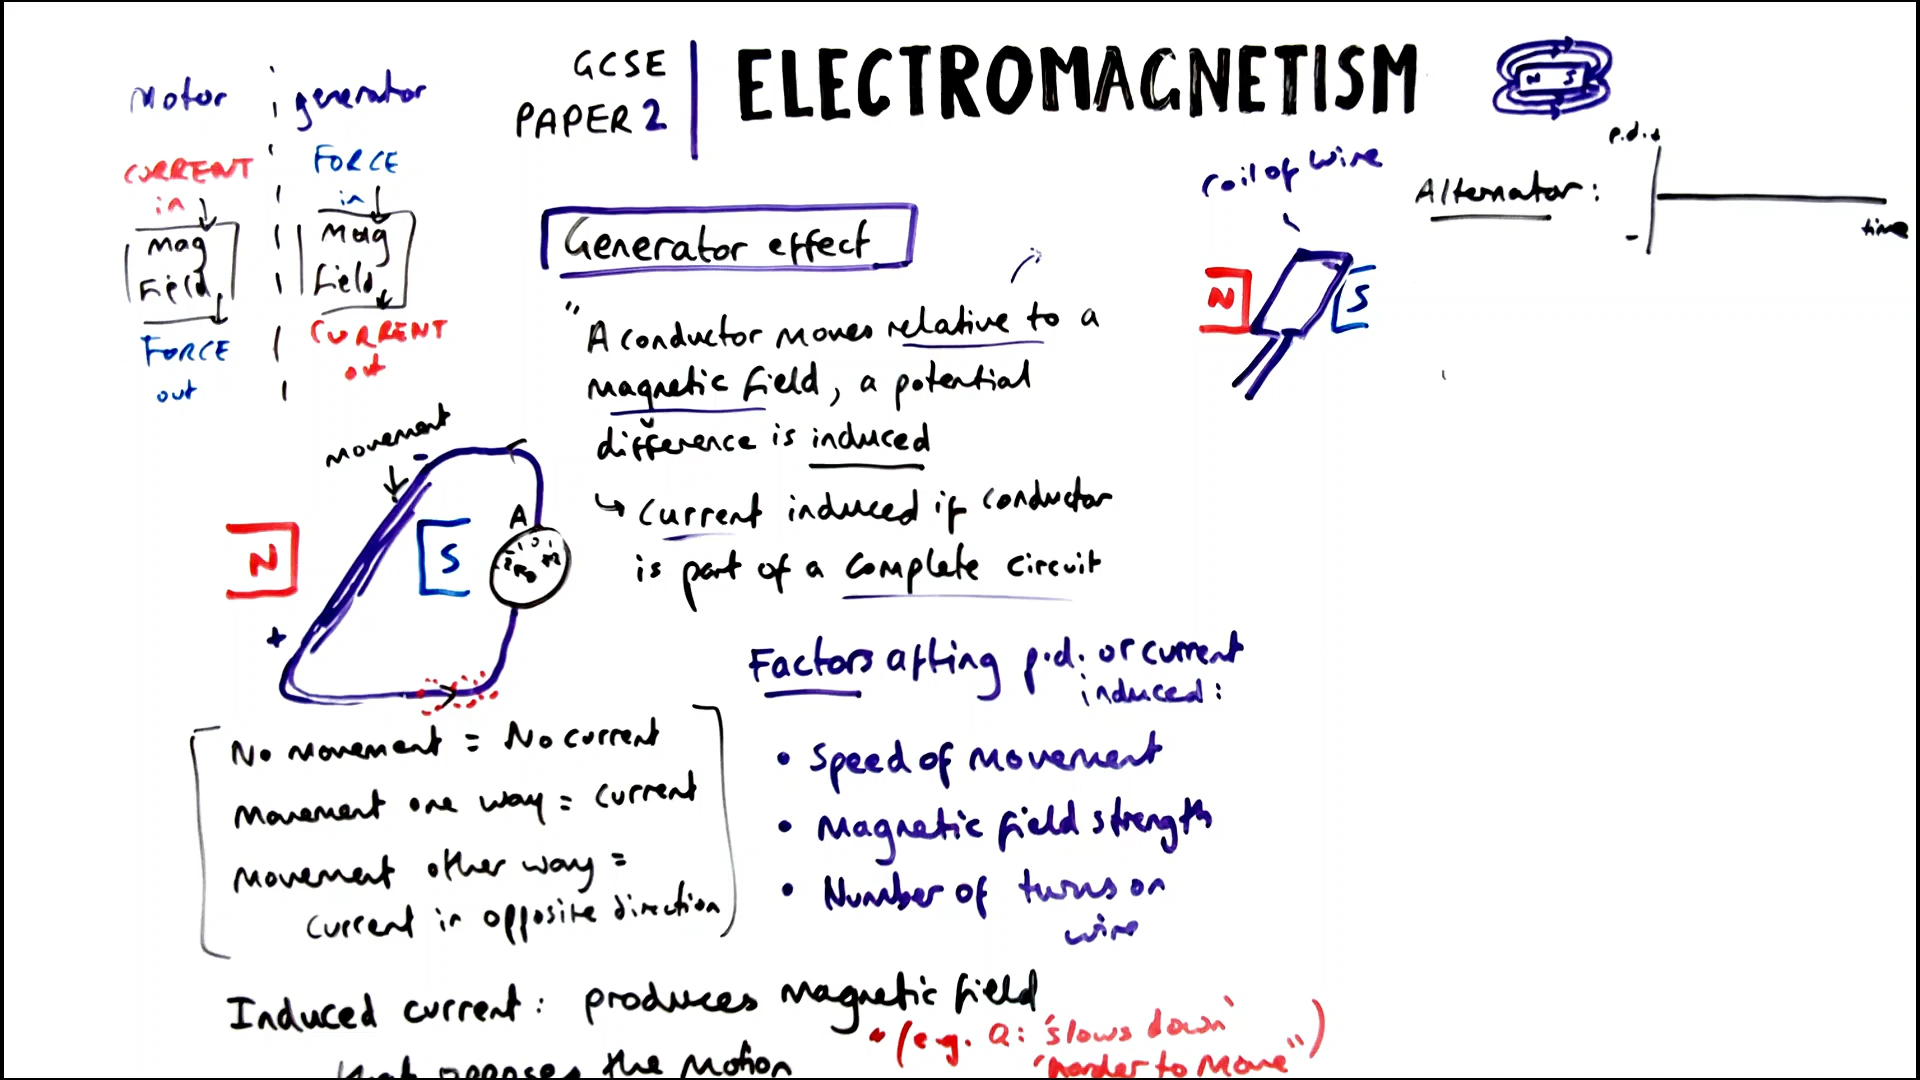 GCSE
PAPER 2
ELECTROMAGNETISM
N S
Motor
generator
CURRENT
in
Mag
Field
FORCE
out
FORCE
in
Mag
Field
CURRENT
out
Generator effect
"A conductor moves relative to a
magnetic field, a potential
difference is induced
↳ Current induced if conductor
is part of a complete circuit
movement
-
N
S
A
+
No movement = No current
Movement one way = current
Movement other way =
current in opposite direction
Factors affting p.d. or current
induced:
• Speed of movement
• Magnetic field strength
• Number of turns on
wire
Induced current: produces magnetic field
that opposes the motion
(e.g. Q: 'slows down'
'harder to move")
coil of wire
N
S
Alternator:
p.d. +
-
time